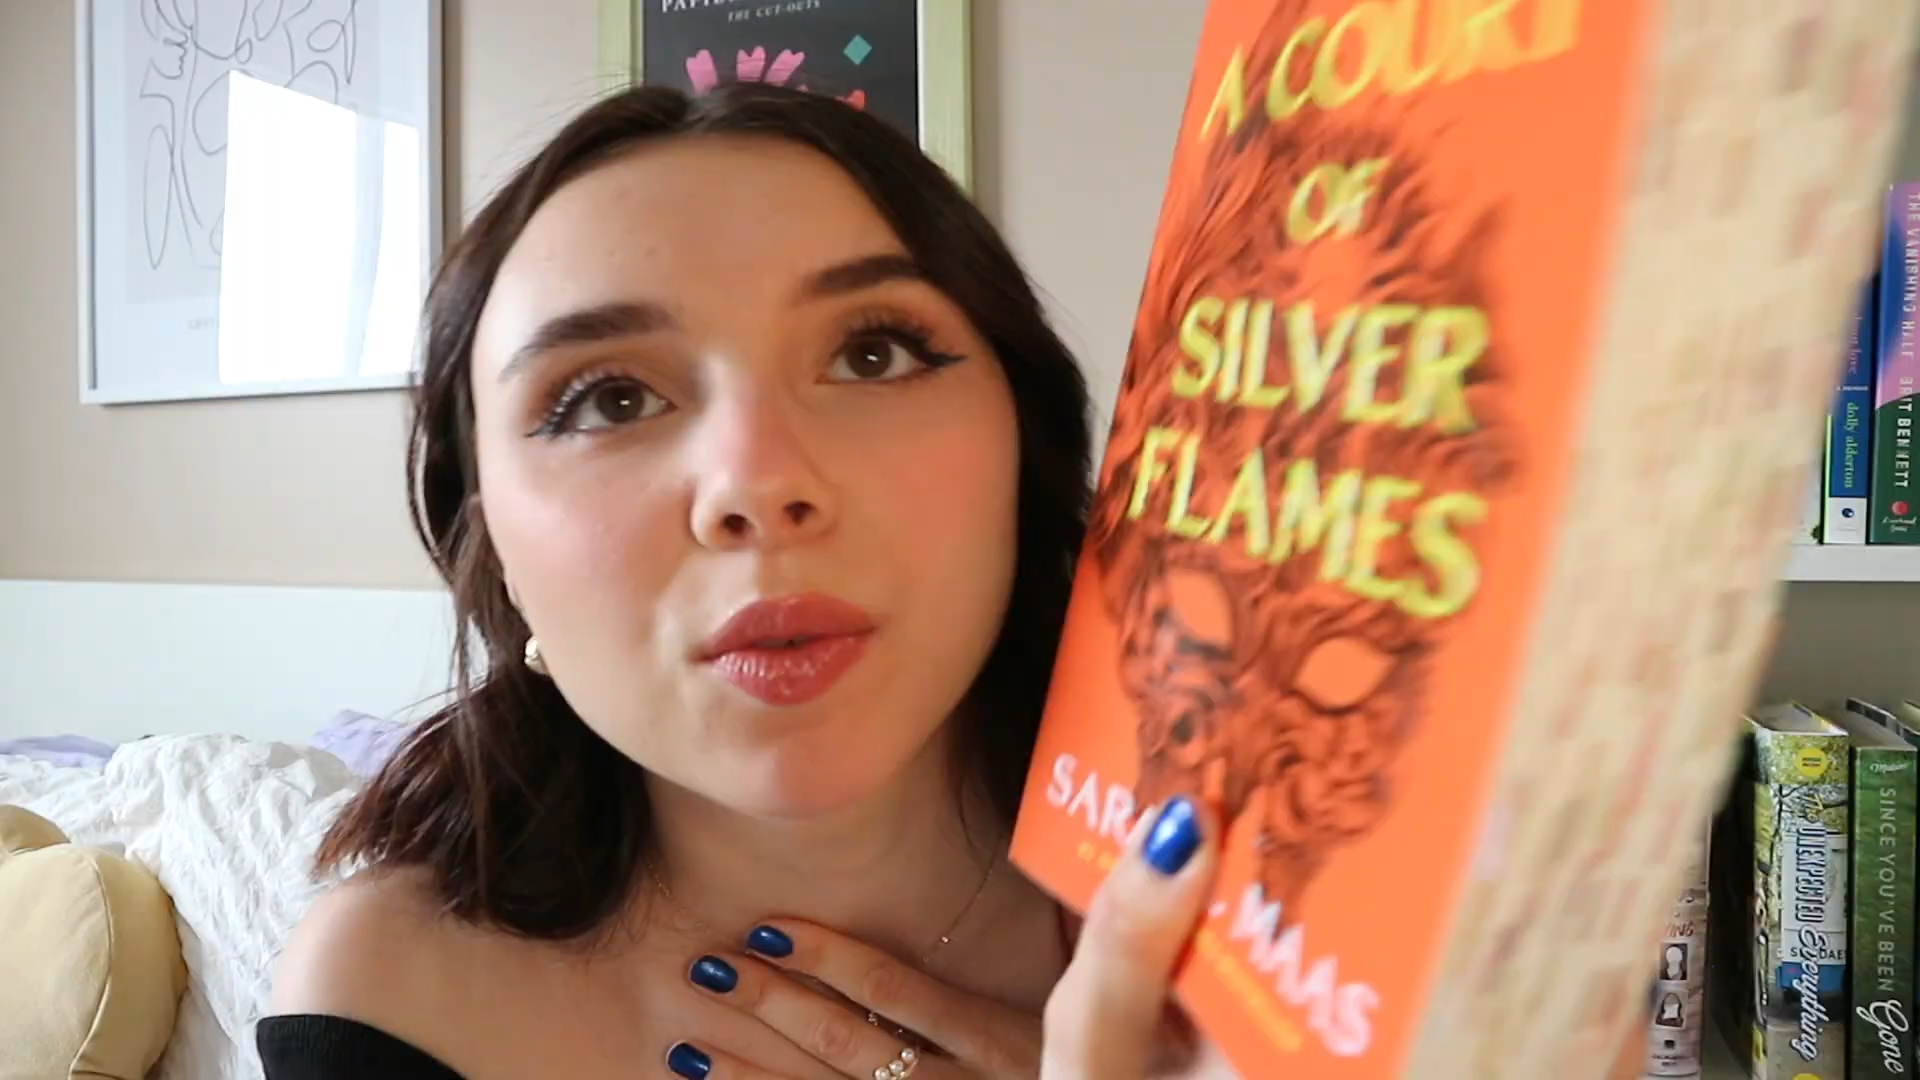 THE CUT-OUTS
A COURT
OF
SILVER
FLAMES
MAAS
THE VANISHING HALF BRIT BENNETT
dolly alderton
UNEXPECTED Everything
SINCE YOU'VE BEEN Gone